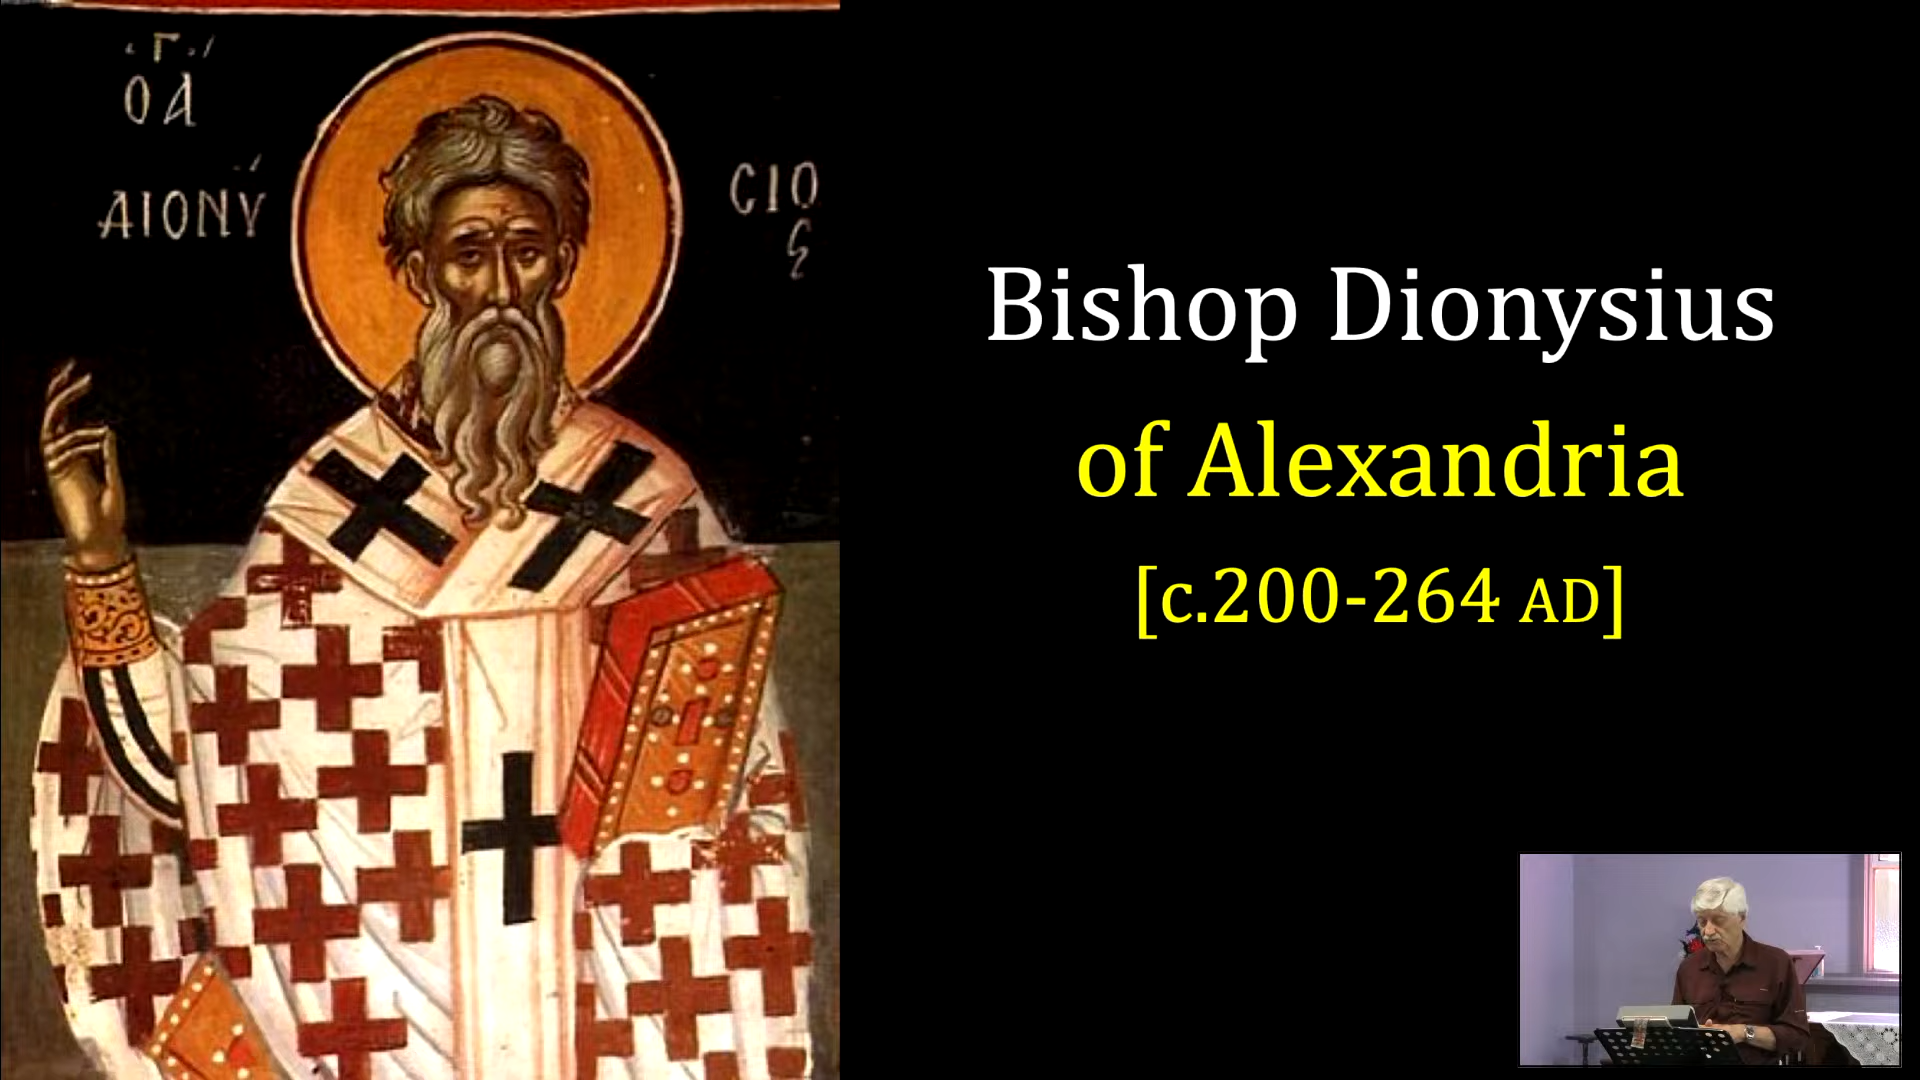 Ο Α
ΔΙΟΝΥ
CΙΟ
ς
Bishop Dionysius
of Alexandria
[c.200-264 AD]